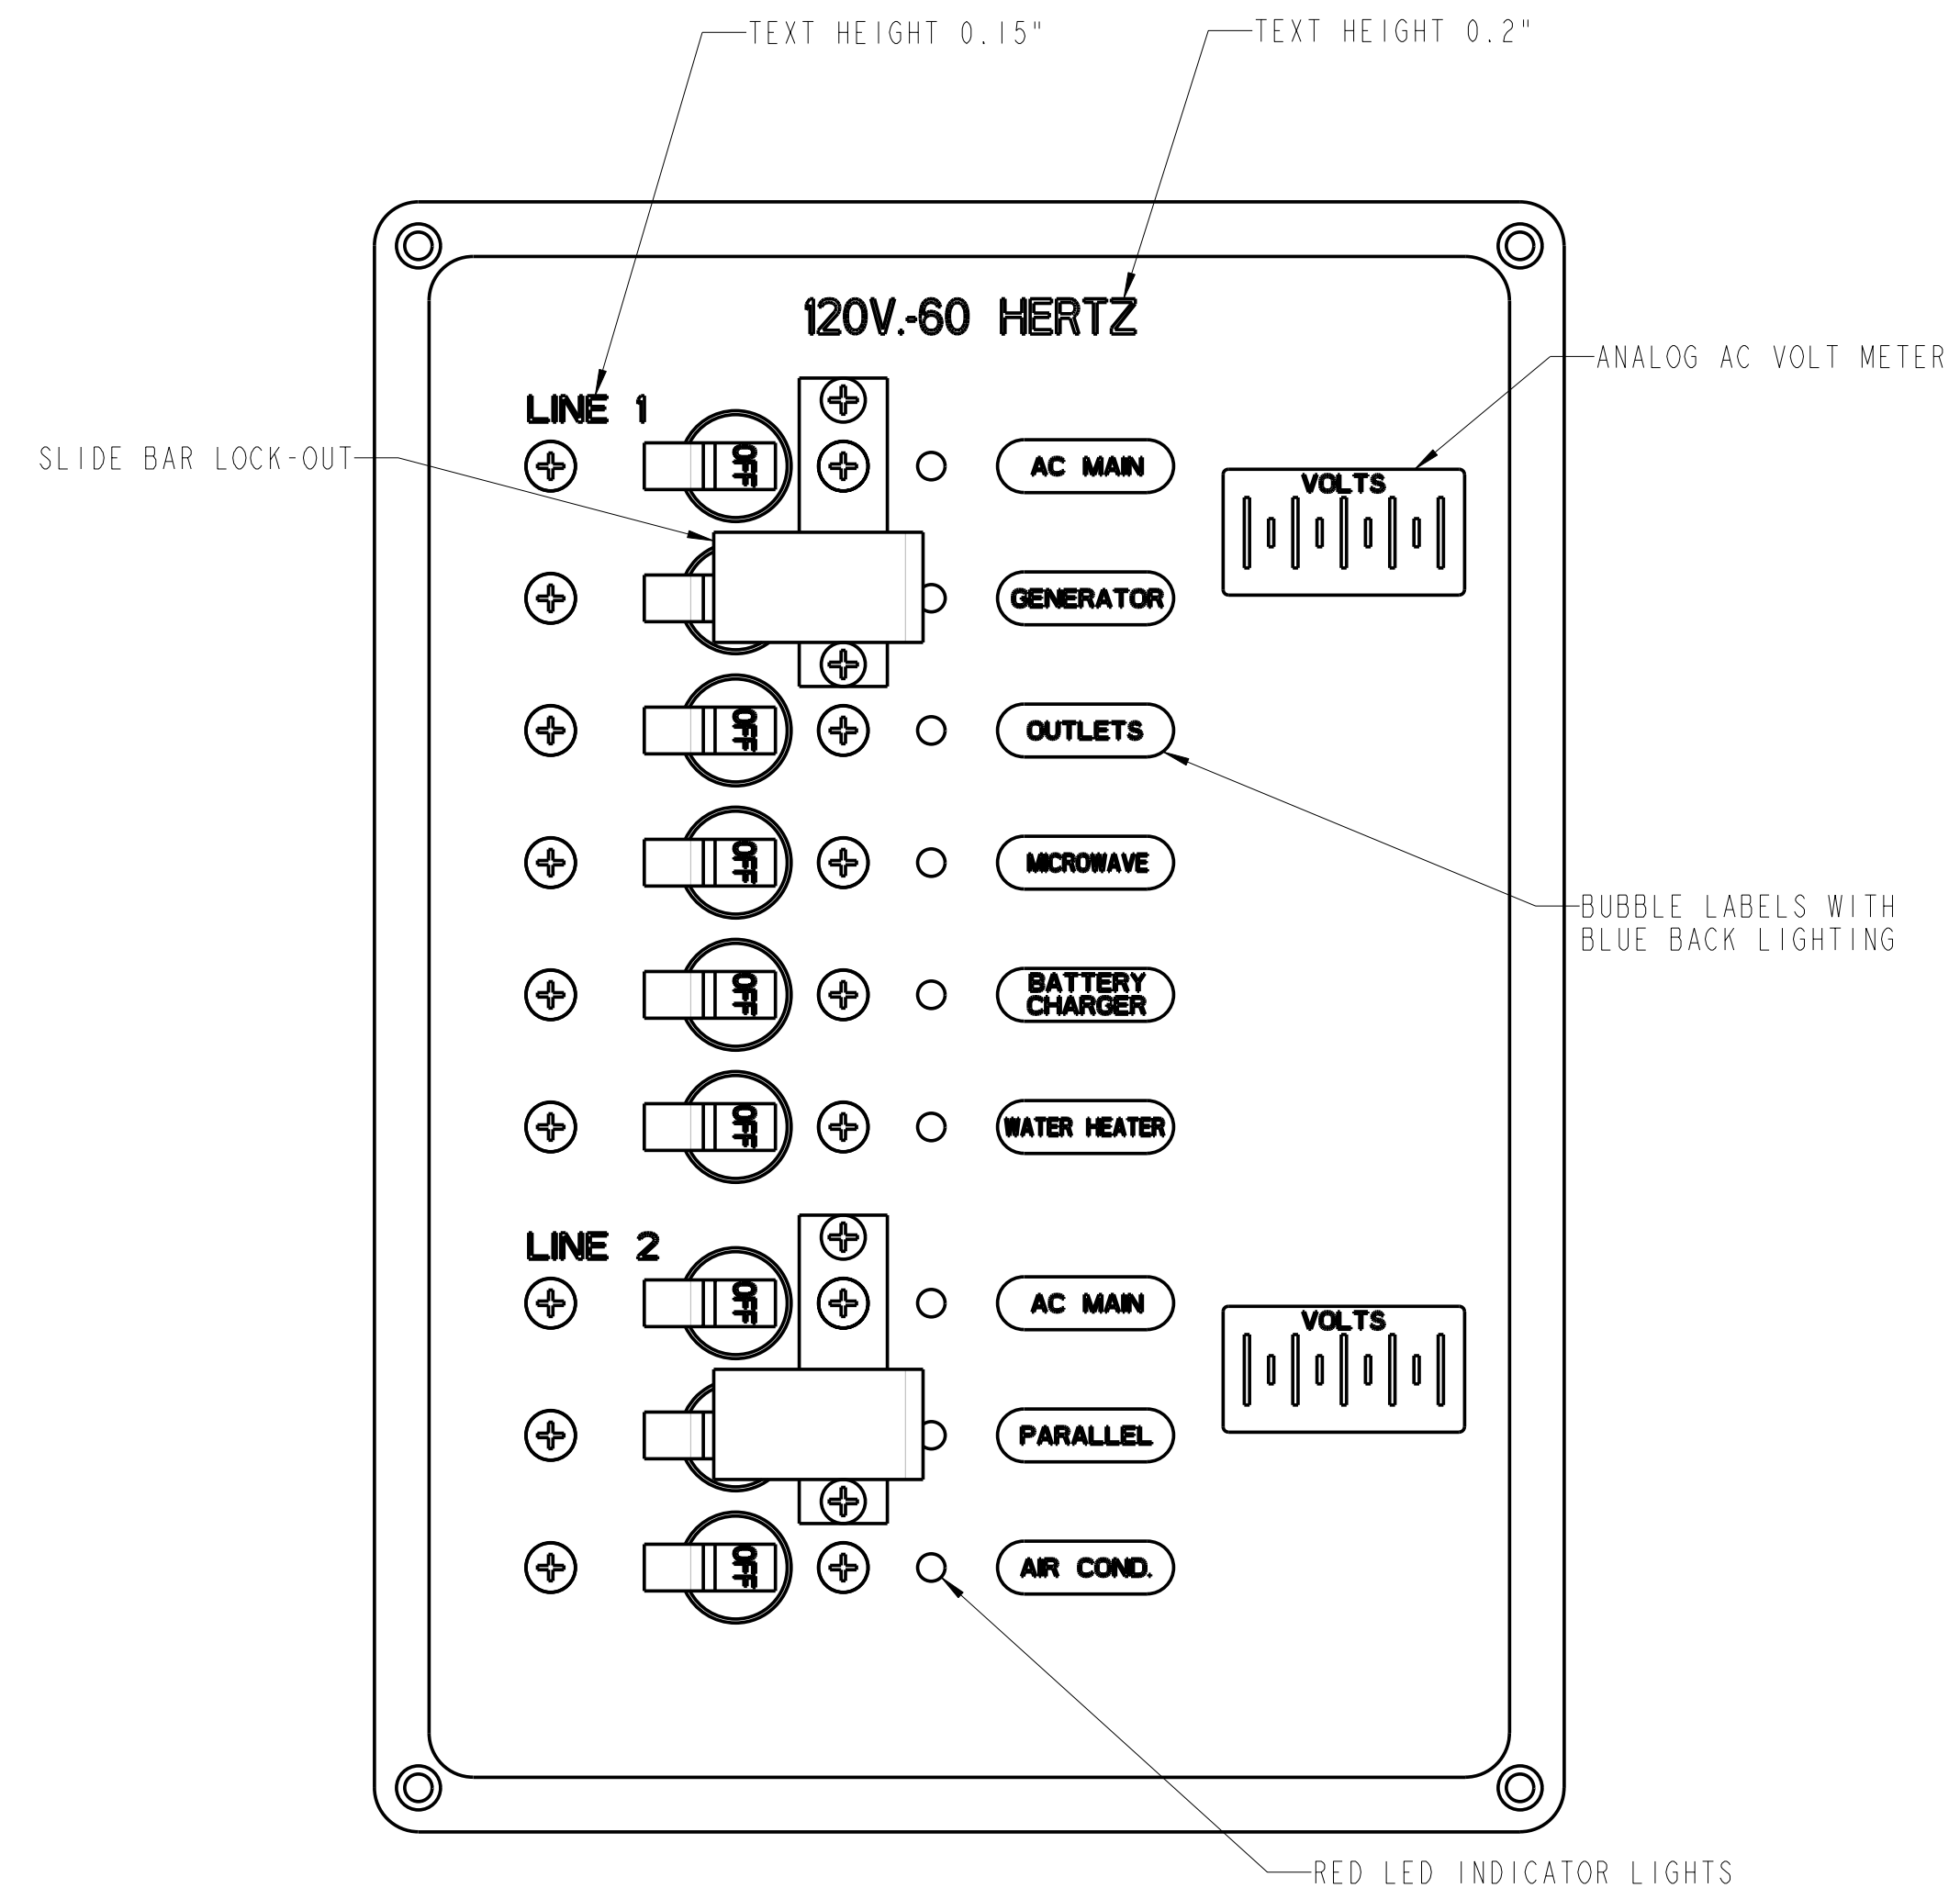 TEXT HEIGHT 0.15"
TEXT HEIGHT 0.2"
120V.-60 HERTZ
ANALOG AC VOLT METER
LINE 1
SLIDE BAR LOCK-OUT
OFF
AC MAIN
VOLTS
GENERATOR
OFF
OUTLETS
OFF
MICROWAVE
BUBBLE LABELS WITH
BLUE BACK LIGHTING
OFF
BATTERY
CHARGER
OFF
WATER HEATER
LINE 2
OFF
AC MAIN
VOLTS
PARALLEL
OFF
AIR COND.
RED LED INDICATOR LIGHTS